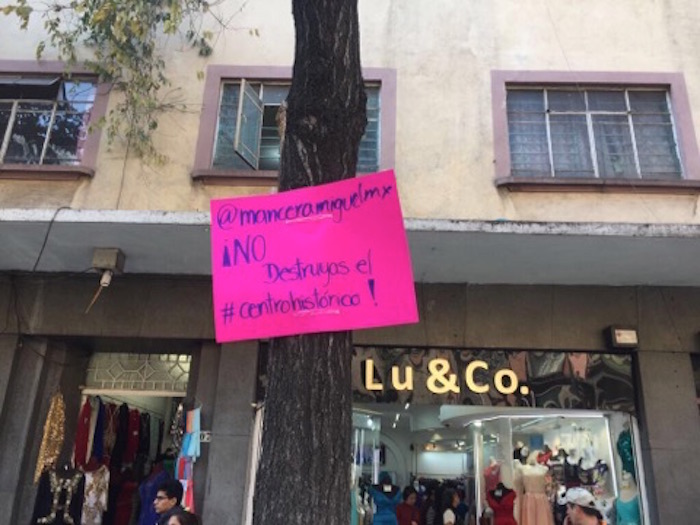 @manceramiguelmx
¡NO
Destruyas el
#centrohistórico!
Lu & Co.